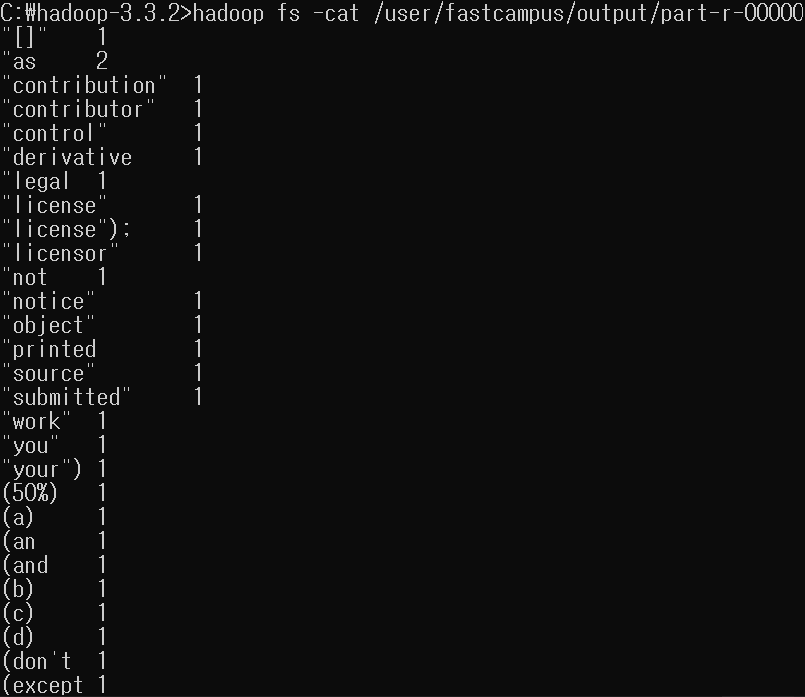 C:₩hadoop-3.3.2>hadoop fs -cat /user/fastcampus/output/part-r-00000
"[]" 1
"as 2
"contribution" 1
"contributor" 1
"control" 1
"derivative 1
"legal 1
"license" 1
"license"); 1
"licensor" 1
"not 1
"notice" 1
"object" 1
"printed 1
"source" 1
"submitted" 1
"work" 1
"you" 1
"your") 1
(50%) 1
(a) 1
(an 1
(and 1
(b) 1
(c) 1
(d) 1
(don't 1
(except 1